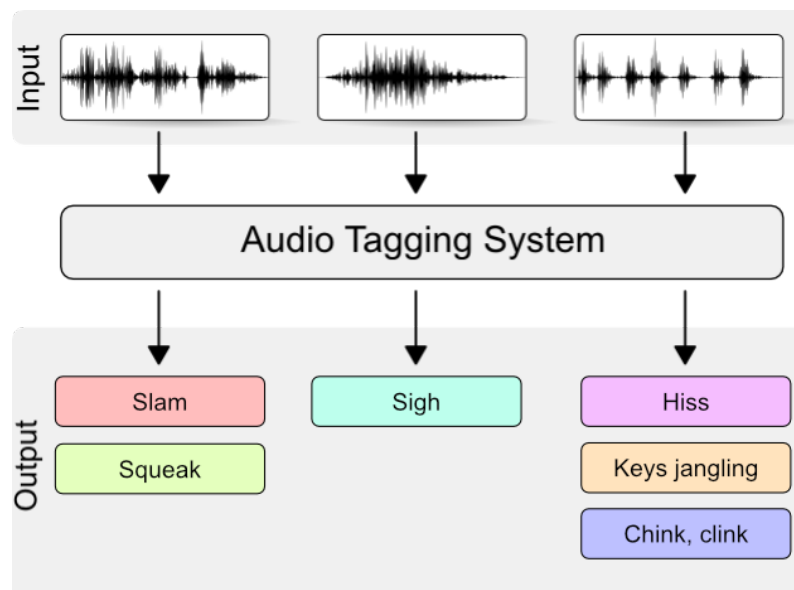 Input
Audio Tagging System
Output
Slam
Sigh
Hiss
Squeak
Keys jangling
Chink, clink